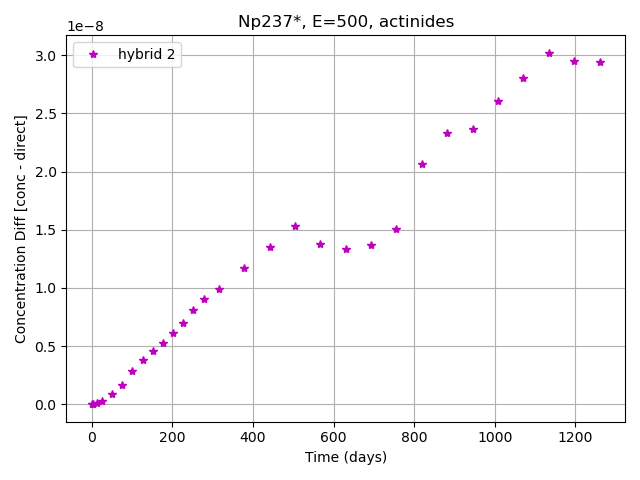 Np237*, E=500, actinides
1e−8
hybrid 2
Concentration Diff [conc - direct]
3.0
2.5
2.0
1.5
1.0
0.5
0.0
0 200 400 600 800 1000 1200
Time (days)